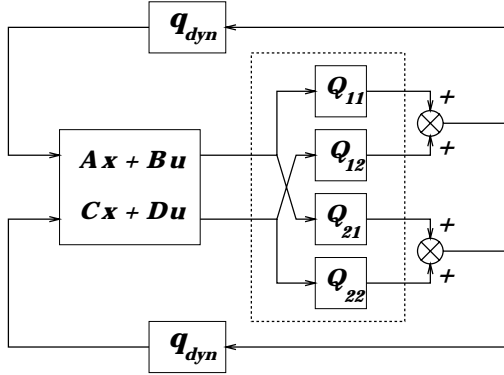 q_dyn
Q_11
+
Ax + Bu
Q_12
+
Cx + Du
Q_21
+
Q_22
+
q_dyn